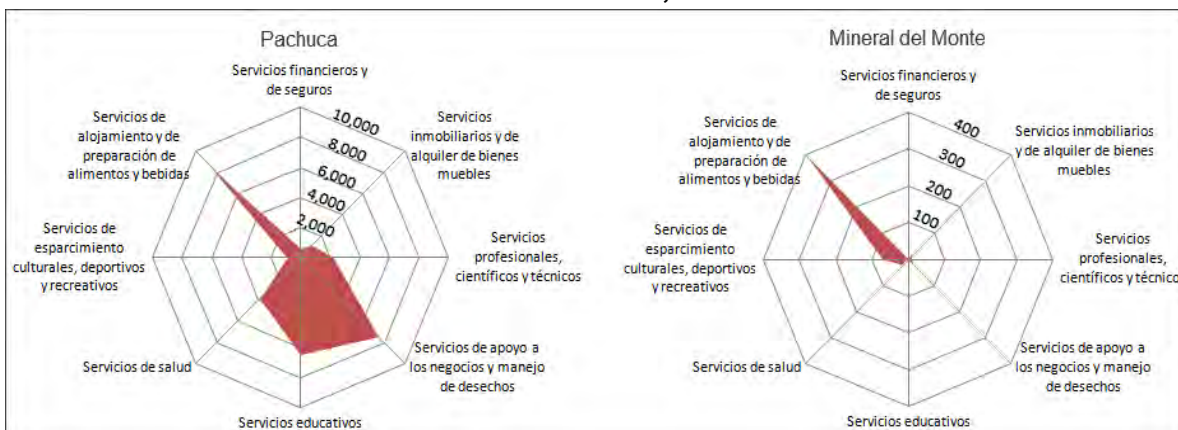 Pachuca
Servicios financieros y
de seguros
Servicios
inmobiliarios y de
alquiler de bienes
muebles
Servicios
profesionales,
científicos y técnicos
Servicios de apoyo a
los negocios y manejo
de desechos
Servicios educativos
Servicios de salud
Servicios de
esparcimiento
culturales, deportivos
y recreativos
Servicios de
alojamiento y de
preparación de
alimentos y bebidas
10,000
8,000
6,000
4,000
2,000
Mineral del Monte
Servicios financieros y
de seguros
Servicios inmobiliarios
y de alquiler de bienes
muebles
Servicios
profesionales,
científicos y técnico
Servicios de apoyo a
los negocios y manejo
de desechos
Servicios educativos
Servicios de salud
Servicios de
esparcimiento
culturales, deportivos
y recreativos
Servicios de
alojamiento y de
preparación de
alimentos y bebidas
400
300
200
100